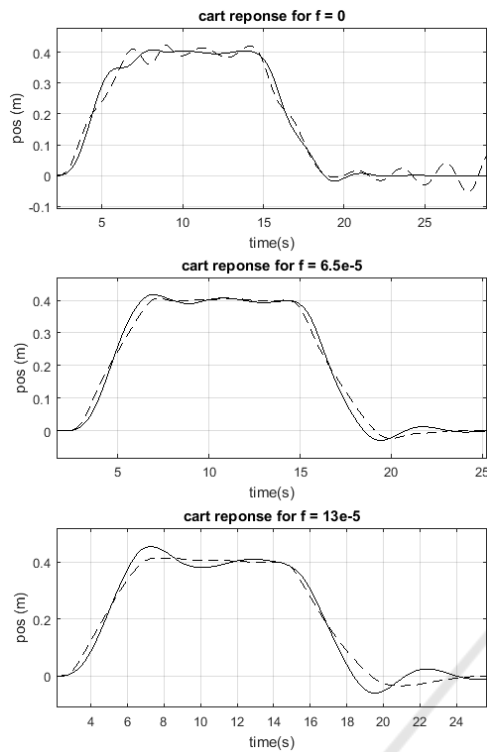 cart reponse for f = 0
pos (m)
0.4
0.3
0.2
0.1
0
-0.1
5 10 15 20 25
time(s)
cart reponse for f = 6.5e-5
pos (m)
0.4
0.3
0.2
0.1
0
5 10 15 20 25
time(s)
cart reponse for f = 13e-5
pos (m)
0.4
0.2
0
4 6 8 10 12 14 16 18 20 22 24
time(s)